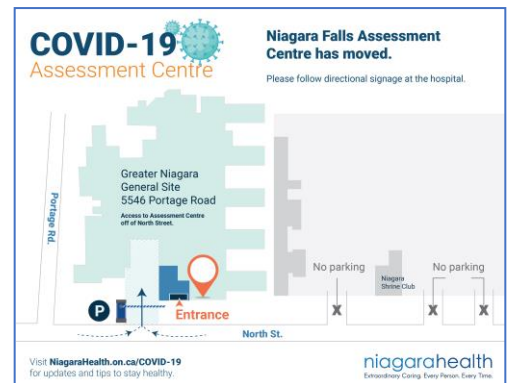 COVID-19
Assessment Centre
Niagara Falls Assessment
Centre has moved.
Please follow directional signage at the hospital.
Greater Niagara
General Site
5546 Portage Road
Access to Assessment Centre
off of North Street.
Portage Rd.
No parking
No parking
Niagara
Shrine Club
P
Entrance
X
X
X
North St.
Visit NiagaraHealth.on.ca/COVID-19
for updates and tips to stay healthy.
niagarahealth
Extraordinary Caring. Every Person. Every Time.